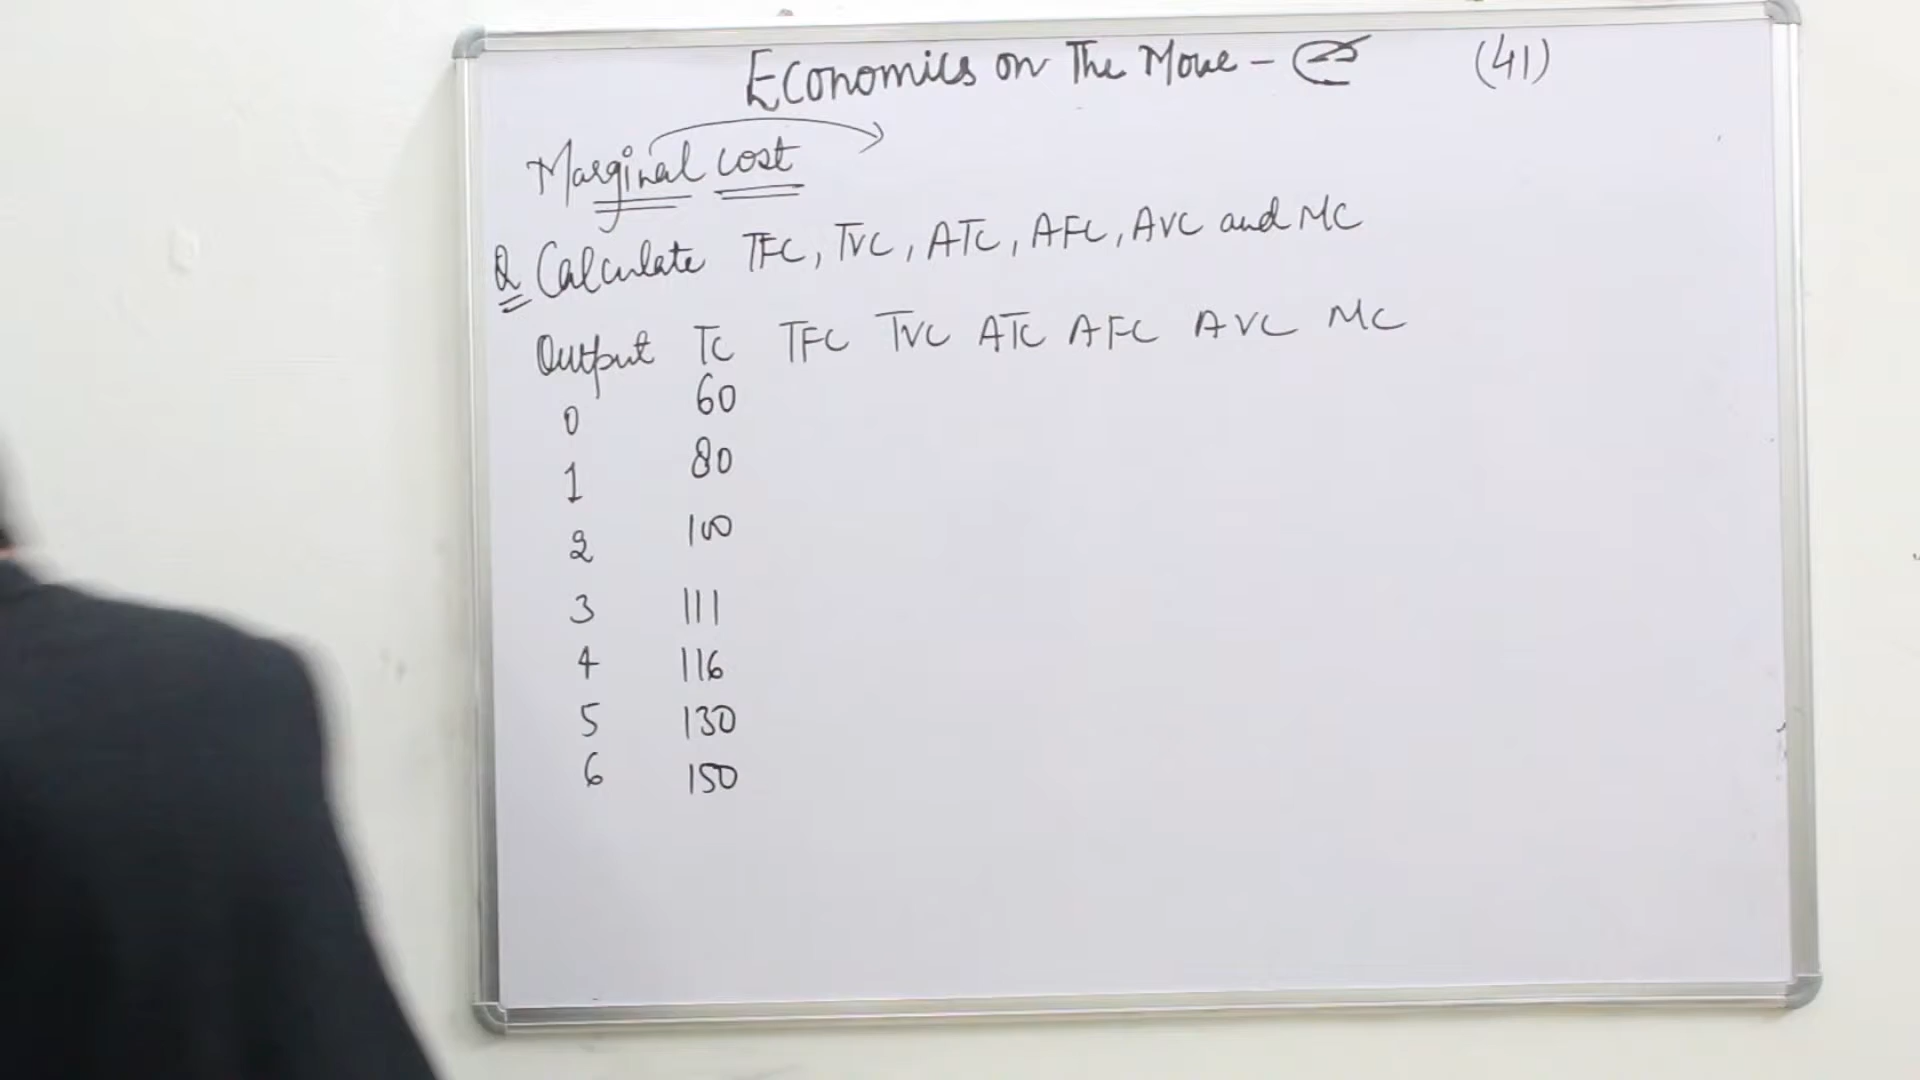 Economics on The Move - (41)
Marginal cost
Q Calculate TFC, TVC, ATC, AFC, AVC and MC
Output TC TFC TVC ATC AFC AVC MC
0 60
1 80
2 100
3 111
4 116
5 130
6 150